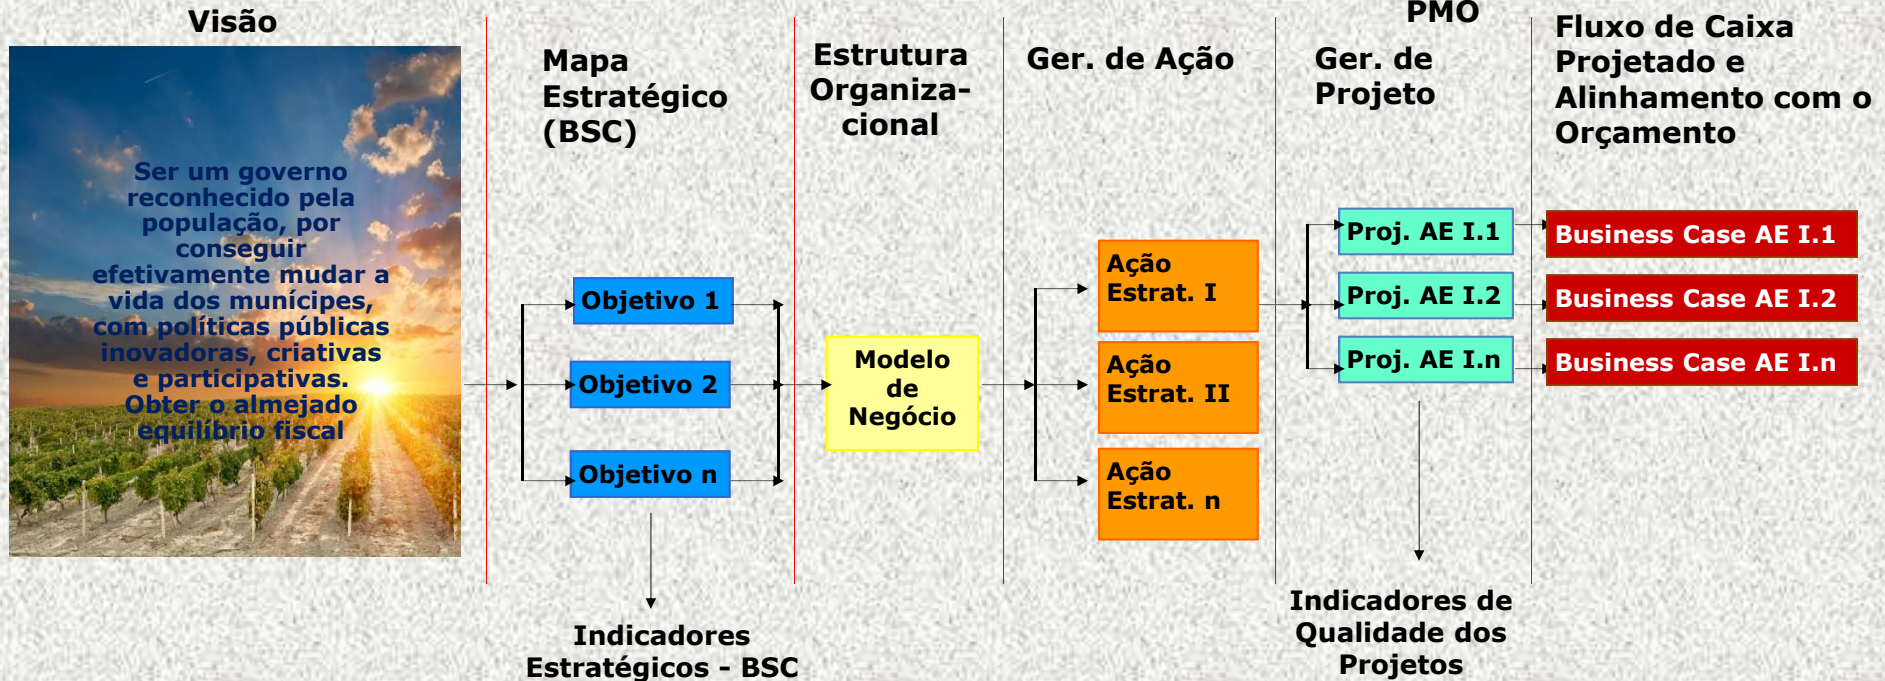 Visão
Ser um governo
reconhecido pela
população, por
conseguir
efetivamente mudar a
vida dos munícipes,
com políticas públicas
inovadoras, criativas
e participativas.
Obter o almejado
equilíbrio fiscal
Mapa
Estratégico
(BSC)
Objetivo 1
Objetivo 2
Objetivo n
Indicadores
Estratégicos - BSC
Estrutura
Organiza-
cional
Modelo
de
Negócio
Ger. de Ação
Ação
Estrat. I
Ação
Estrat. II
Ação
Estrat. n
PMO
Ger. de
Projeto
Proj. AE I.1
Proj. AE I.2
Proj. AE I.n
Indicadores de
Qualidade dos
Projetos
Fluxo de Caixa
Projetado e
Alinhamento com o
Orçamento
Business Case AE I.1
Business Case AE I.2
Business Case AE I.n